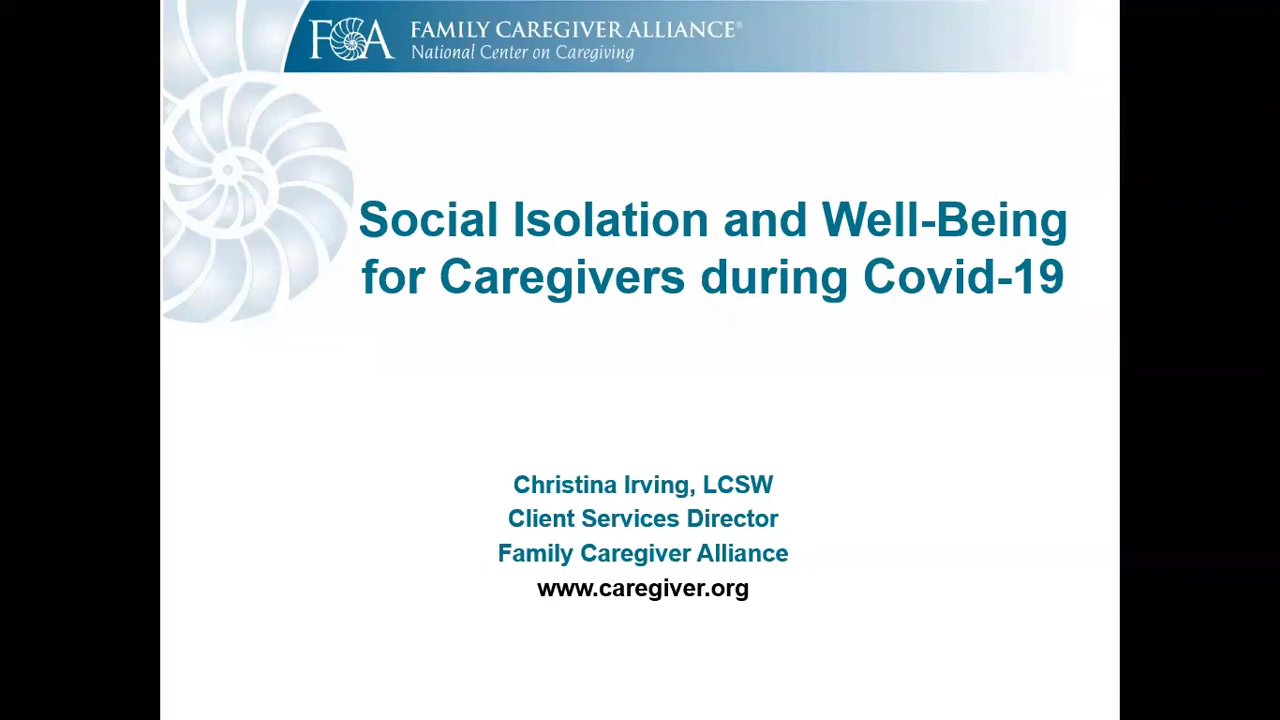 FCA FAMILY CAREGIVER ALLIANCE®
National Center on Caregiving
Social Isolation and Well-Being
for Caregivers during Covid-19
Christina Irving, LCSW
Client Services Director
Family Caregiver Alliance
www.caregiver.org